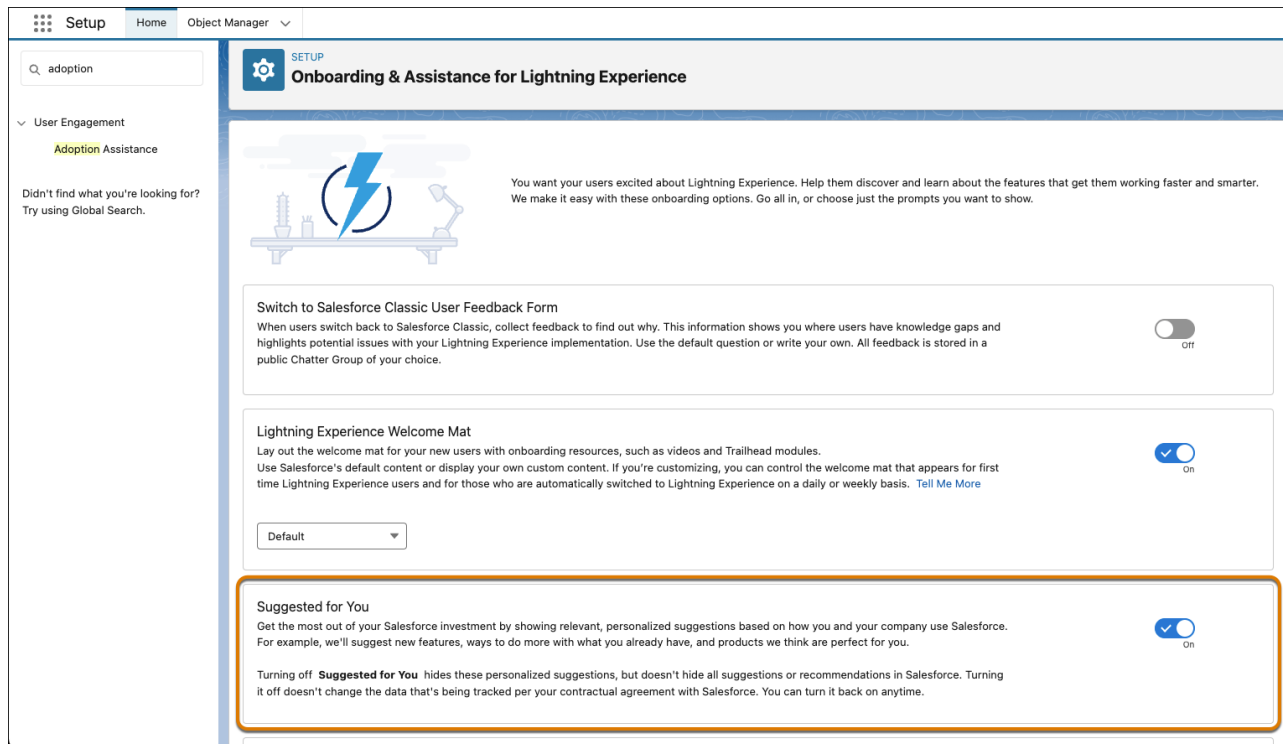 Setup
Home
Object Manager
adoption
User Engagement
Adoption Assistance
Didn't find what you're looking for?
Try using Global Search.
SETUP
Onboarding & Assistance for Lightning Experience
You want your users excited about Lightning Experience. Help them discover and learn about the features that get them working faster and smarter.
We make it easy with these onboarding options. Go all in, or choose just the prompts you want to show.
Switch to Salesforce Classic User Feedback Form
When users switch back to Salesforce Classic, collect feedback to find out why. This information shows you where users have knowledge gaps and
highlights potential issues with your Lightning Experience implementation. Use the default question or write your own. All feedback is stored in a
public Chatter Group of your choice.
Off
Lightning Experience Welcome Mat
Lay out the welcome mat for your new users with onboarding resources, such as videos and Trailhead modules.
Use Salesforce's default content or display your own custom content. If you're customizing, you can control the welcome mat that appears for first
time Lightning Experience users and for those who are automatically switched to Lightning Experience on a daily or weekly basis. Tell Me More
On
Default
Suggested for You
Get the most out of your Salesforce investment by showing relevant, personalized suggestions based on how you and your company use Salesforce.
For example, we'll suggest new features, ways to do more with what you already have, and products we think are perfect for you.
On
Turning off Suggested for You hides these personalized suggestions, but doesn't hide all suggestions or recommendations in Salesforce. Turning
it off doesn't change the data that's being tracked per your contractual agreement with Salesforce. You can turn it back on anytime.